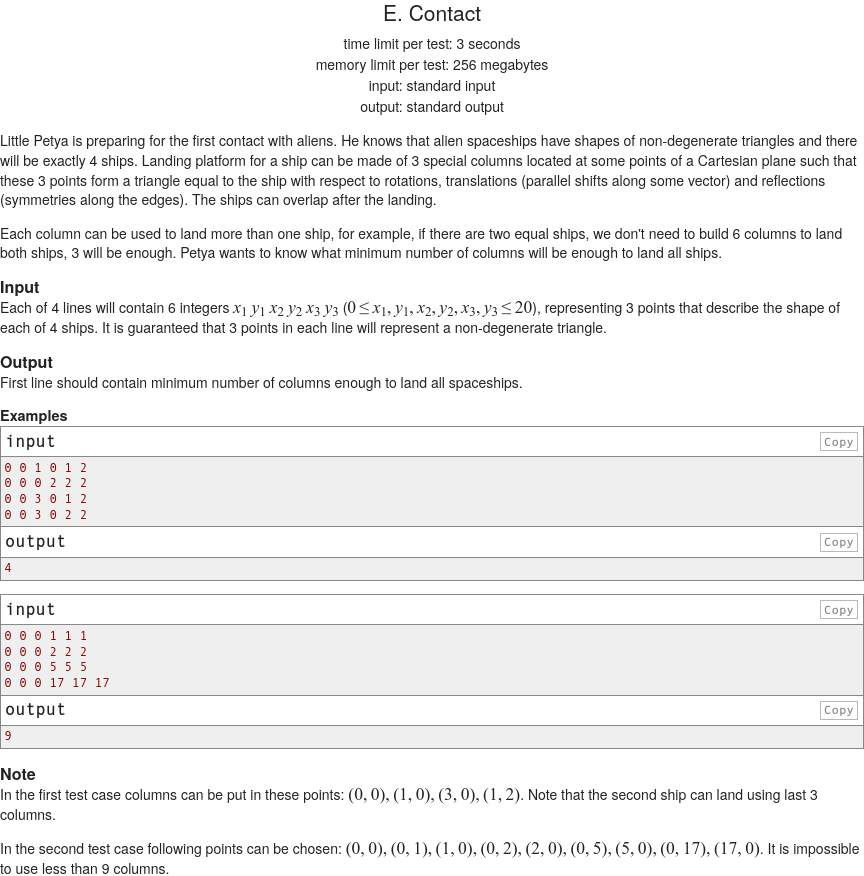 E. Contact
time limit per test: 3 seconds
memory limit per test: 256 megabytes
input: standard input
output: standard output
Little Petya is preparing for the first contact with aliens. He knows that alien spaceships have shapes of non-degenerate triangles and there
will be exactly 4 ships. Landing platform for a ship can be made of 3 special columns located at some points of a Cartesian plane such that
these 3 points form a triangle equal to the ship with respect to rotations, translations (parallel shifts along some vector) and reflections
(symmetries along the edges). The ships can overlap after the landing.
Each column can be used to land more than one ship, for example, if there are two equal ships, we don't need to build 6 columns to land
both ships, 3 will be enough. Petya wants to know what minimum number of columns will be enough to land all ships.
Input
Each of 4 lines will contain 6 integers x1 y1 x2 y2 x3 y3 (0 ≤ x1, y1, x2, y2, x3, y3 ≤ 20), representing 3 points that describe the shape of
each of 4 ships. It is guaranteed that 3 points in each line will represent a non-degenerate triangle.
Output
First line should contain minimum number of columns enough to land all spaceships.
Examples
input Copy
0 0 1 0 1 2
0 0 0 2 2 2
0 0 3 0 1 2
0 0 3 0 2 2
output Copy
4
input Copy
0 0 0 1 1 1
0 0 0 2 2 2
0 0 0 5 5 5
0 0 0 17 17 17
output Copy
9
Note
In the first test case columns can be put in these points: (0, 0), (1, 0), (3, 0), (1, 2). Note that the second ship can land using last 3
columns.
In the second test case following points can be chosen: (0, 0), (0, 1), (1, 0), (0, 2), (2, 0), (0, 5), (5, 0), (0, 17), (17, 0). It is impossible
to use less than 9 columns.